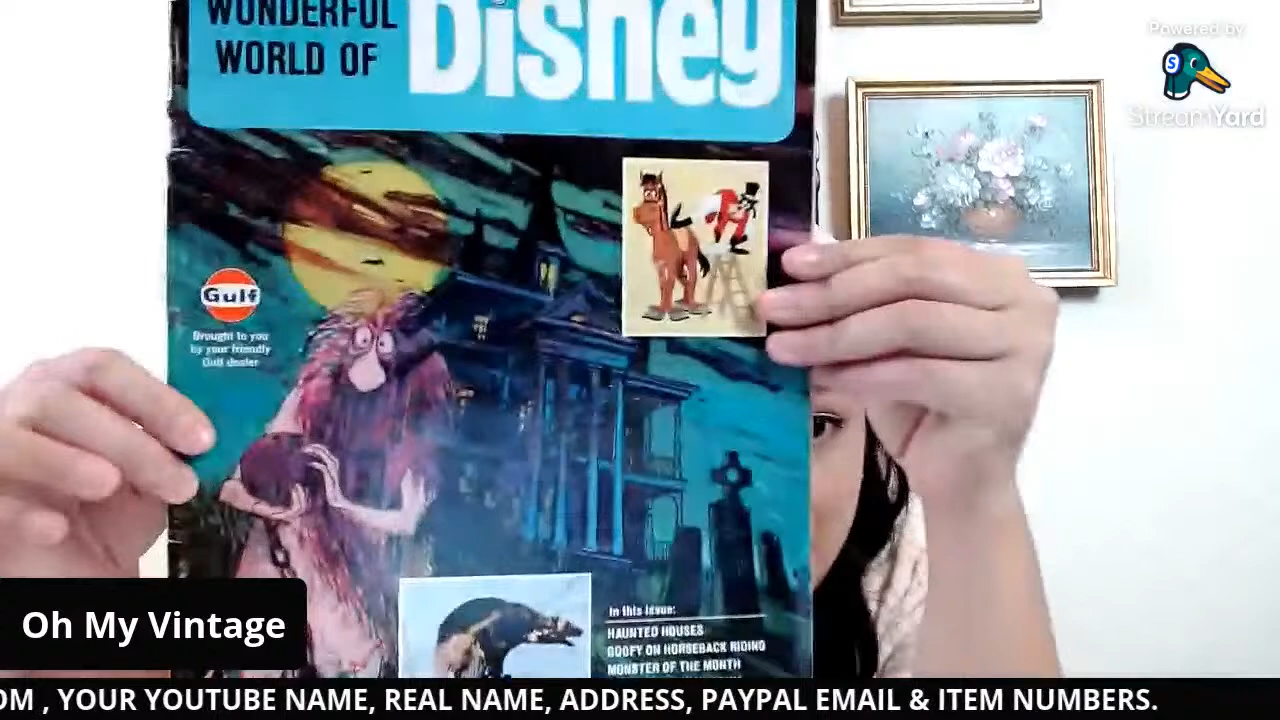 WONDERFUL
WORLD OF
Disney
Powered by
StreamYard
Gulf
Brought to you
by your friendly
Gulf dealer
In this issue:
HAUNTED HOUSES
GOOFY ON HORSEBACK RIDING
MONSTER OF THE MONTH
Oh My Vintage
OM , YOUR YOUTUBE NAME, REAL NAME, ADDRESS, PAYPAL EMAIL & ITEM NUMBERS.